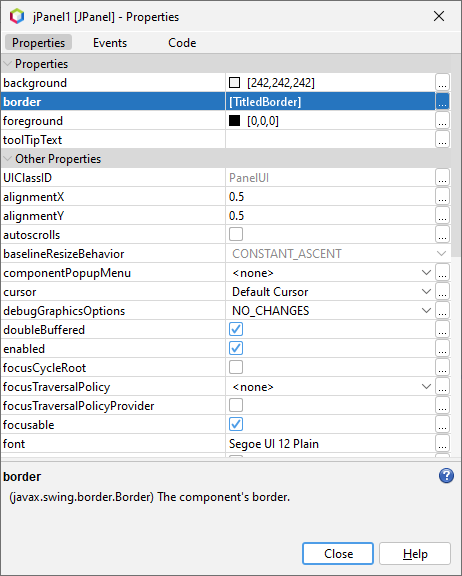 jPanel1 [JPanel] - Properties
Properties Events Code
Properties
background [242,242,242] ...
border [TitledBorder] ...
foreground [0,0,0] ...
toolTipText ...
Other Properties
UIClassID PanelUI ...
alignmentX 0.5 ...
alignmentY 0.5 ...
autoscrolls ...
baselineResizeBehavior CONSTANT_ASCENT
componentPopupMenu <none> ...
cursor Default Cursor ...
debugGraphicsOptions NO_CHANGES ...
doubleBuffered ...
enabled ...
focusCycleRoot ...
focusTraversalPolicy <none> ...
focusTraversalPolicyProvider ...
focusable ...
font Segoe UI 12 Plain ...
border
(javax.swing.border.Border) The component's border.
Close Help